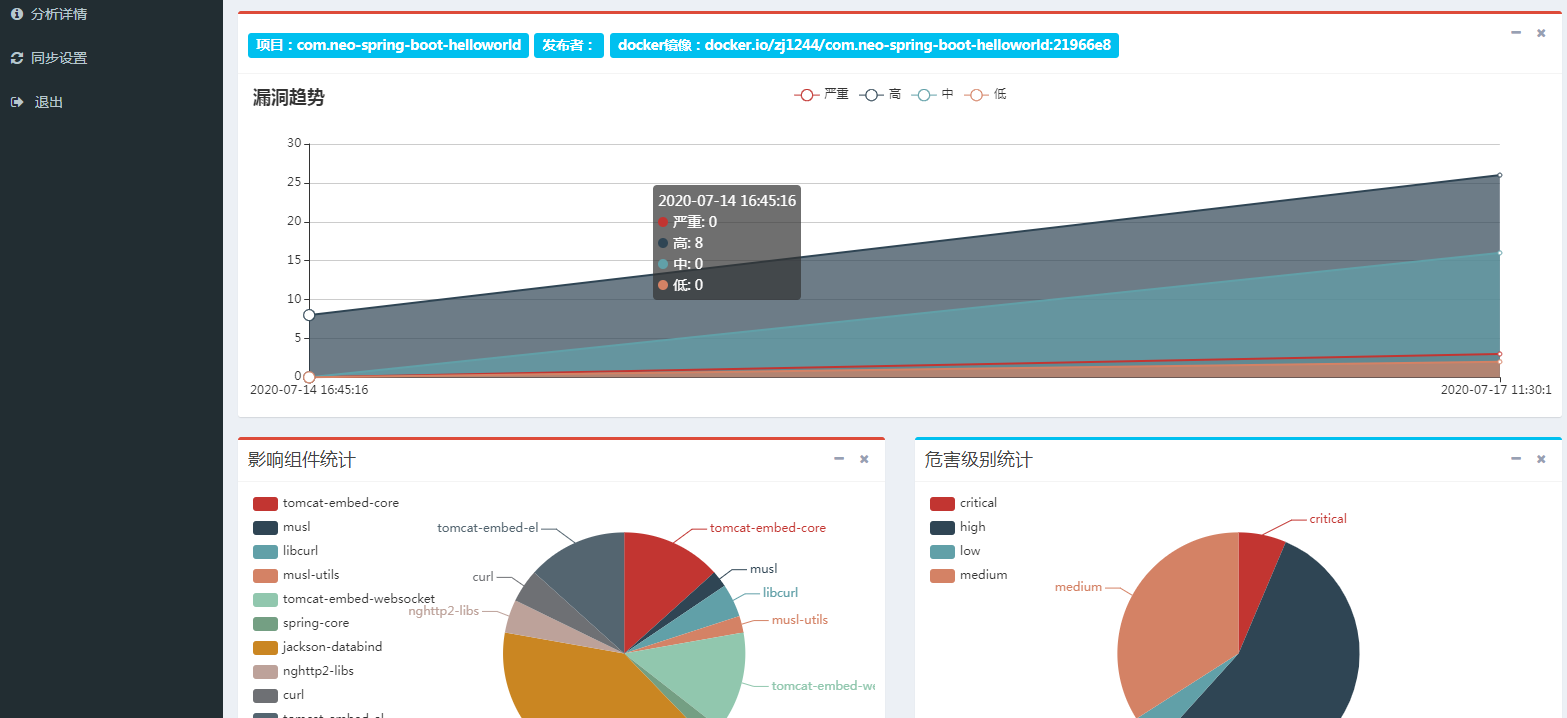 分析详情
同步设置
退出
项目：com.neo-spring-boot-helloworld 发布者： docker镜像：docker.io/zj1244/com.neo-spring-boot-helloworld:21966e8
漏洞趋势
严重 高 中 低
30
25
20
15
10
5
0
2020-07-14 16:45:16
严重: 0
高: 8
中: 0
低: 0
2020-07-14 16:45:16 2020-07-17 11:30:1
影响组件统计
tomcat-embed-core
musl
libcurl
musl-utils
tomcat-embed-websocket
spring-core
jackson-databind
nghttp2-libs
curl
tomcat-embed-el
tomcat-embed-el
curl
nghttp2-libs
tomcat-embed-core
musl
libcurl
musl-utils
tomcat-embed-we
危害级别统计
critical
high
low
medium
critical
medium